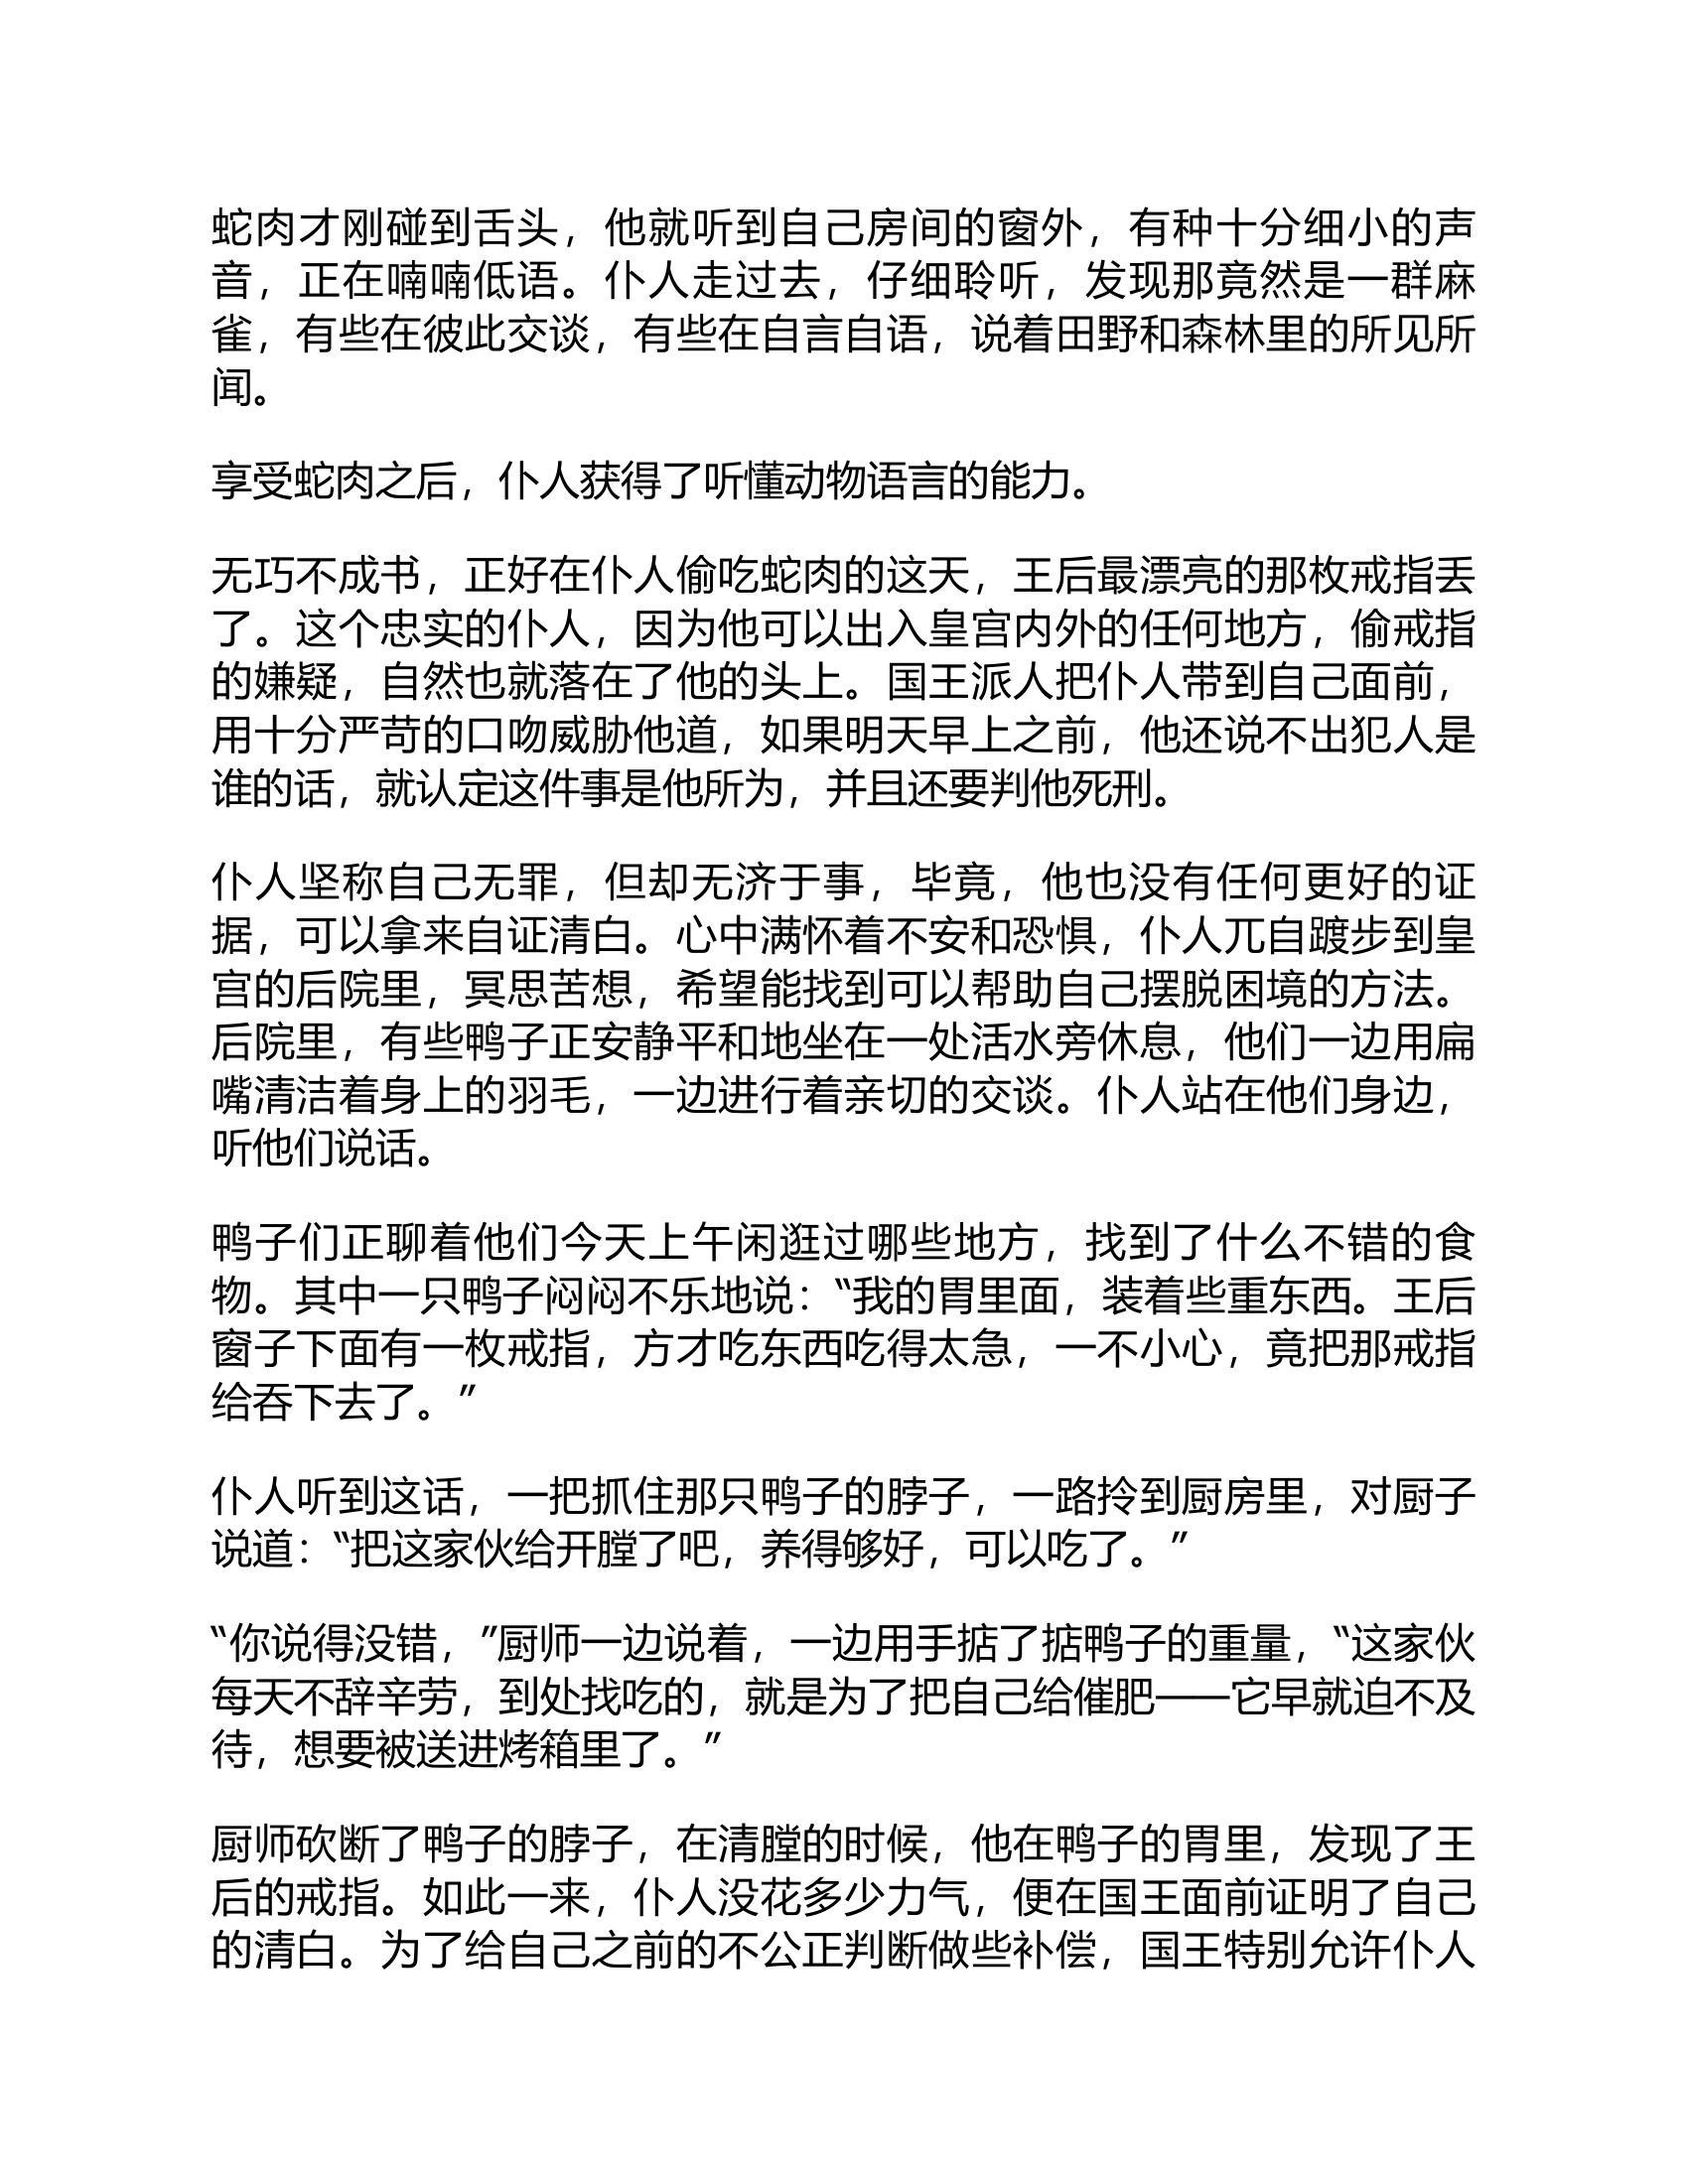 蛇肉才刚碰到舌头，他就听到自己房间的窗外，有种十分细小的声
音，正在喃喃低语。仆人走过去，仔细聆听，发现那竟然是一群麻
雀，有些在彼此交谈，有些在自言自语，说着田野和森林里的所见所
闻。
享受蛇肉之后，仆人获得了听懂动物语言的能力。
无巧不成书，正好在仆人偷吃蛇肉的这天，王后最漂亮的那枚戒指丢
了。这个忠实的仆人，因为他可以出入皇宫内外的任何地方，偷戒指
的嫌疑，自然也就落在了他的头上。国王派人把仆人带到自己面前，
用十分严苛的口吻威胁他道，如果明天早上之前，他还说不出犯人是
谁的话，就认定这件事是他所为，并且还要判他死刑。
仆人坚称自己无罪，但却无济于事，毕竟，他也没有任何更好的证
据，可以拿来自证清白。心中满怀着不安和恐惧，仆人兀自踱步到皇
宫的后院里，冥思苦想，希望能找到可以帮助自己摆脱困境的方法。
后院里，有些鸭子正安静平和地坐在一处活水旁休息，他们一边用扁
嘴清洁着身上的羽毛，一边进行着亲切的交谈。仆人站在他们身边，
听他们说话。
鸭子们正聊着他们今天上午闲逛过哪些地方，找到了什么不错的食
物。其中一只鸭子闷闷不乐地说：“我的胃里面，装着些重东西。王后
窗子下面有一枚戒指，方才吃东西吃得太急，一不小心，竟把那戒指
给吞下去了。”
仆人听到这话，一把抓住那只鸭子的脖子，一路拎到厨房里，对厨子
说道：“把这家伙给开膛了吧，养得够好，可以吃了。”
“你说得没错，”厨师一边说着，一边用手掂了掂鸭子的重量，“这家伙
每天不辞辛劳，到处找吃的，就是为了把自己给催肥——它早就迫不及
待，想要被送进烤箱里了。”
厨师砍断了鸭子的脖子，在清膛的时候，他在鸭子的胃里，发现了王
后的戒指。如此一来，仆人没花多少力气，便在国王面前证明了自己
的清白。为了给自己之前的不公正判断做些补偿，国王特别允许仆人